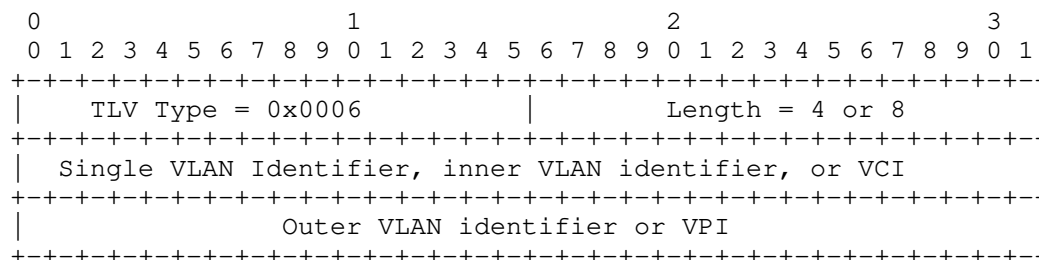 0 1 2 3
0 1 2 3 4 5 6 7 8 9 0 1 2 3 4 5 6 7 8 9 0 1 2 3 4 5 6 7 8 9 0 1
+-+-+-+-+-+-+-+-+-+-+-+-+-+-+-+-+-+-+-+-+-+-+-+-+-+-+-+-+-+-+-+-
| TLV Type = 0x0006 | Length = 4 or 8
+-+-+-+-+-+-+-+-+-+-+-+-+-+-+-+-+-+-+-+-+-+-+-+-+-+-+-+-+-+-+-+-
| Single VLAN Identifier, inner VLAN identifier, or VCI
+-+-+-+-+-+-+-+-+-+-+-+-+-+-+-+-+-+-+-+-+-+-+-+-+-+-+-+-+-+-+-+-
| Outer VLAN identifier or VPI
+-+-+-+-+-+-+-+-+-+-+-+-+-+-+-+-+-+-+-+-+-+-+-+-+-+-+-+-+-+-+-+-